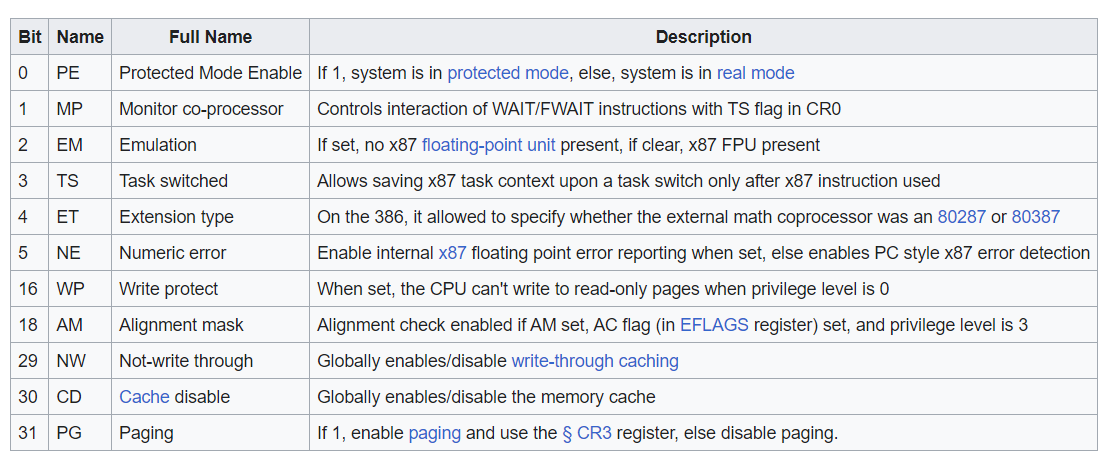 Bit Name Full Name Description
0 PE Protected Mode Enable If 1, system is in protected mode, else, system is in real mode
1 MP Monitor co-processor Controls interaction of WAIT/FWAIT instructions with TS flag in CR0
2 EM Emulation If set, no x87 floating-point unit present, if clear, x87 FPU present
3 TS Task switched Allows saving x87 task context upon a task switch only after x87 instruction used
4 ET Extension type On the 386, it allowed to specify whether the external math coprocessor was an 80287 or 80387
5 NE Numeric error Enable internal x87 floating point error reporting when set, else enables PC style x87 error detection
16 WP Write protect When set, the CPU can't write to read-only pages when privilege level is 0
18 AM Alignment mask Alignment check enabled if AM set, AC flag (in EFLAGS register) set, and privilege level is 3
29 NW Not-write through Globally enables/disable write-through caching
30 CD Cache disable Globally enables/disable the memory cache
31 PG Paging If 1, enable paging and use the § CR3 register, else disable paging.